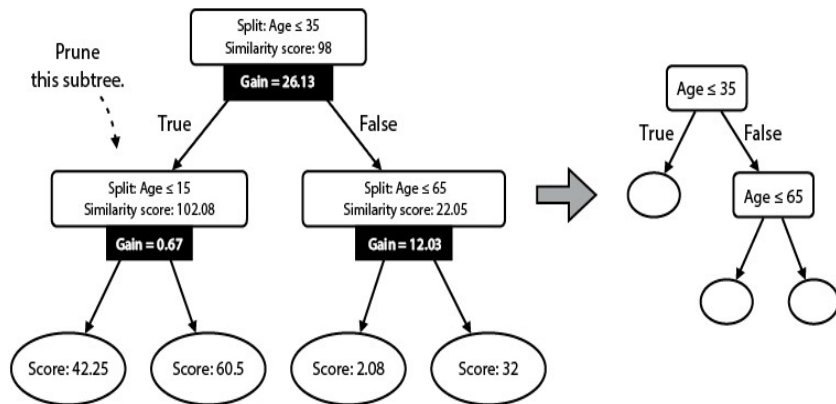 Split: Age ≤ 35
Similarity score: 98
Gain = 26.13
Prune
this subtree.
True
False
Split: Age ≤ 15
Similarity score: 102.08
Gain = 0.67
Split: Age ≤ 65
Similarity score: 22.05
Gain = 12.03
Score: 42.25
Score: 60.5
Score: 2.08
Score: 32
Age ≤ 35
True
False
Age ≤ 65